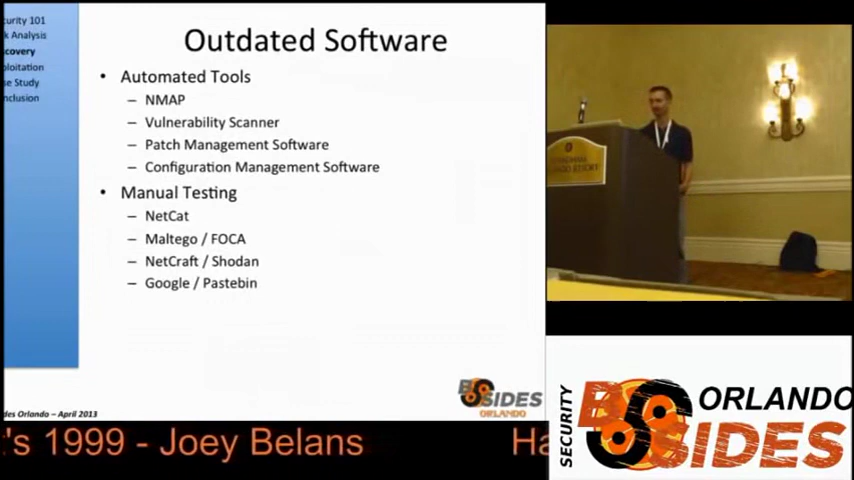 curity 101
k Analysis
covery
ploitation
se Study
nclusion
Outdated Software
• Automated Tools
– NMAP
– Vulnerability Scanner
– Patch Management Software
– Configuration Management Software
• Manual Testing
– NetCat
– Maltego / FOCA
– NetCraft / Shodan
– Google / Pastebin
BSIDES
ORLANDO
des Orlando – April 2013
't's 1999 - Joey Belans
Ha
SECURITY
BSIDES
ORLANDO